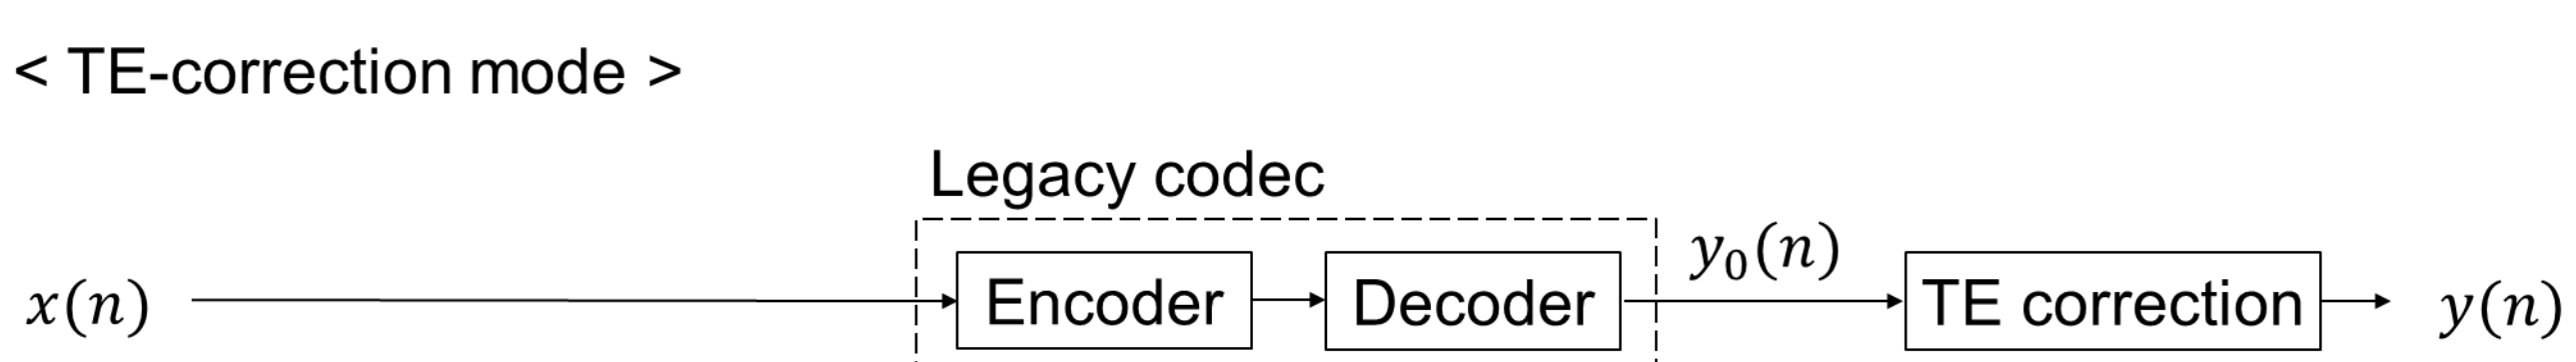 < TE-correction mode >
Legacy codec
x(n)
Encoder
Decoder
y₀(n)
TE correction
y(n)